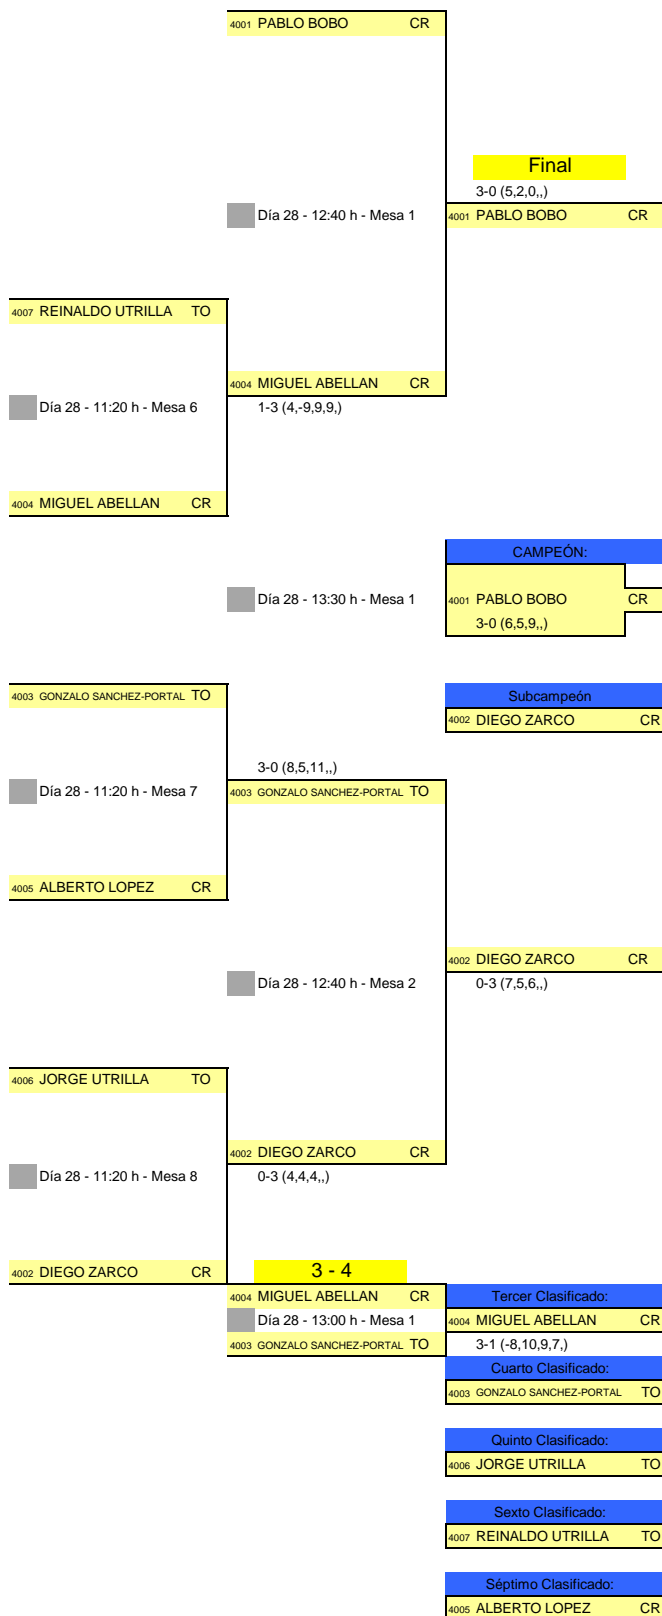 4001 PABLO BOBO CR
Final
3-0 (5,2,0,,)
Día 28 - 12:40 h - Mesa 1
4001 PABLO BOBO CR
4007 REINALDO UTRILLA TO
4004 MIGUEL ABELLAN CR
Día 28 - 11:20 h - Mesa 6
1-3 (4,-9,9,9,)
4004 MIGUEL ABELLAN CR
CAMPEÓN:
Día 28 - 13:30 h - Mesa 1
4001 PABLO BOBO CR
3-0 (6,5,9,,)
4003 GONZALO SANCHEZ-PORTAL TO
Subcampeón
4002 DIEGO ZARCO CR
3-0 (8,5,11,,)
Día 28 - 11:20 h - Mesa 7
4003 GONZALO SANCHEZ-PORTAL TO
4005 ALBERTO LOPEZ CR
4002 DIEGO ZARCO CR
Día 28 - 12:40 h - Mesa 2
0-3 (7,5,6,,)
4006 JORGE UTRILLA TO
4002 DIEGO ZARCO CR
Día 28 - 11:20 h - Mesa 8
0-3 (4,4,4,,)
4002 DIEGO ZARCO CR
3 - 4
4004 MIGUEL ABELLAN CR
Tercer Clasificado:
Día 28 - 13:00 h - Mesa 1
4004 MIGUEL ABELLAN CR
4003 GONZALO SANCHEZ-PORTAL TO
3-1 (-8,10,9,7,)
Cuarto Clasificado:
4003 GONZALO SANCHEZ-PORTAL TO
Quinto Clasificado:
4006 JORGE UTRILLA TO
Sexto Clasificado:
4007 REINALDO UTRILLA TO
Séptimo Clasificado:
4005 ALBERTO LOPEZ CR